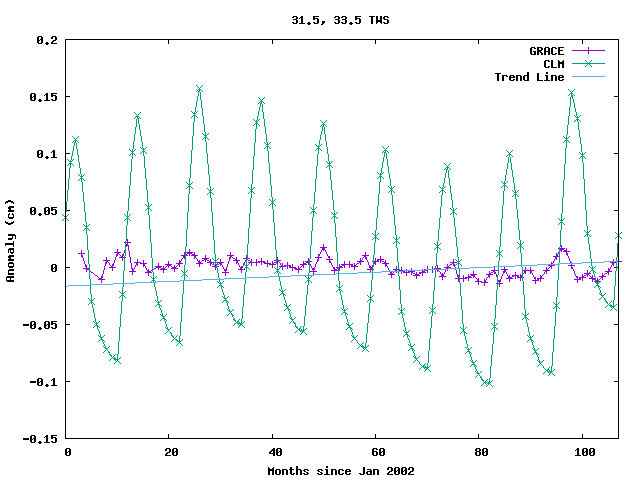 31.5, 33.5 TWS
GRACE
CLM
Trend Line
0.2
0.15
0.1
0.05
0
-0.05
-0.1
-0.15
Anomaly (cm)
0 20 40 60 80 100
Months since Jan 2002